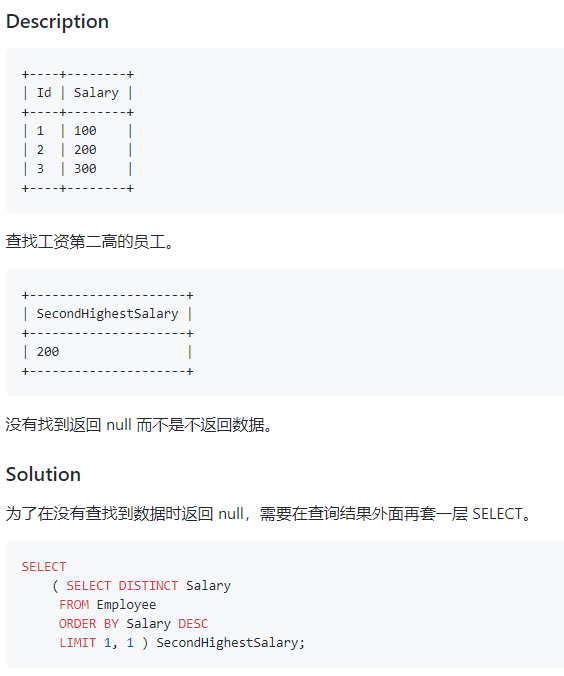 Description
+----+--------+
| Id | Salary |
+----+--------+
| 1  | 100    |
| 2  | 200    |
| 3  | 300    |
+----+--------+
查找工资第二高的员工。
+---------------------+
| SecondHighestSalary |
+---------------------+
| 200                 |
+---------------------+
没有找到返回 null 而不是不返回数据。
Solution
为了在没有查找到数据时返回 null，需要在查询结果外面再套一层 SELECT。
SELECT
    ( SELECT DISTINCT Salary
     FROM Employee
     ORDER BY Salary DESC
     LIMIT 1, 1 ) SecondHighestSalary;